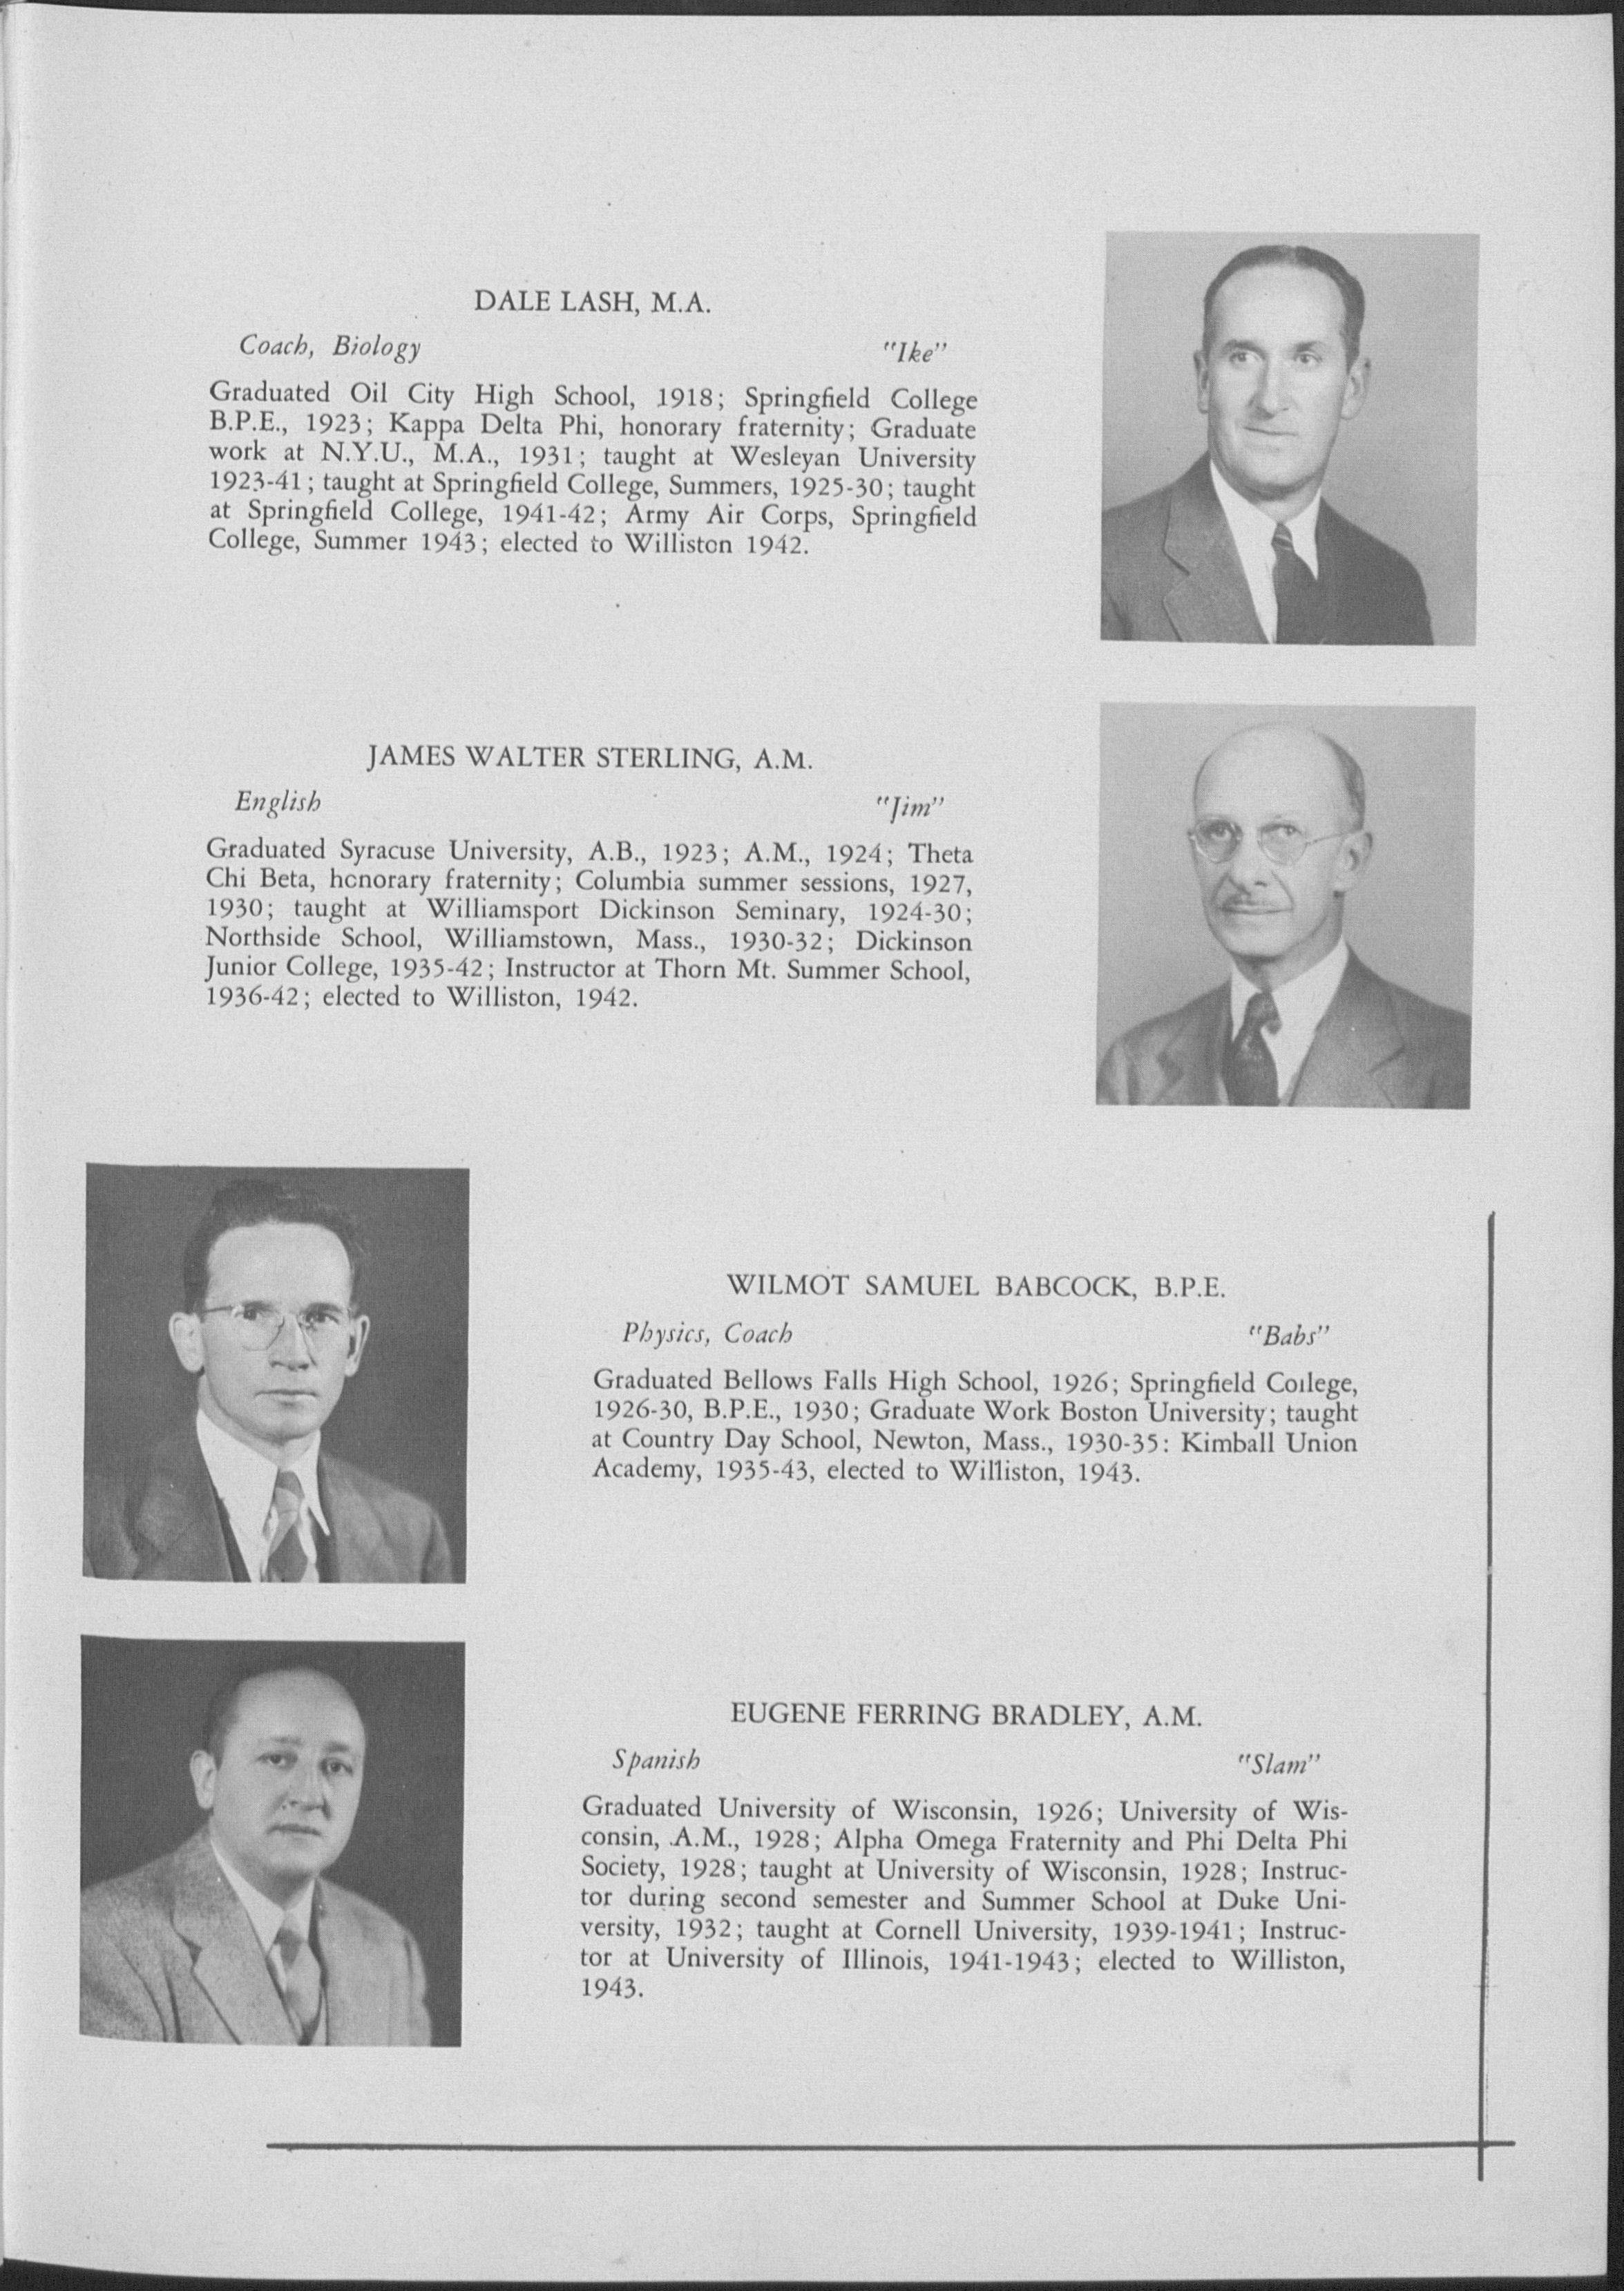 DALE LASH, M.A.
Coach, Biology "Ike"
Graduated Oil City High School, 1918; Springfield College
B.P.E., 1923; Kappa Delta Phi, honorary fraternity; Graduate
work at N.Y.U., M.A., 1931; taught at Wesleyan University
1923-41; taught at Springfield College, Summers, 1925-30; taught
at Springfield College, 1941-42; Army Air Corps, Springfield
College, Summer 1943; elected to Williston 1942.
JAMES WALTER STERLING, A.M.
English "Jim"
Graduated Syracuse University, A.B., 1923; A.M., 1924; Theta
Chi Beta, honorary fraternity; Columbia summer sessions, 1927,
1930; taught at Williamsport Dickinson Seminary, 1924-30;
Northside School, Williamstown, Mass., 1930-32; Dickinson
Junior College, 1935-42; Instructor at Thorn Mt. Summer School,
1936-42; elected to Williston, 1942.
WILMOT SAMUEL BABCOCK, B.P.E.
Physics, Coach "Babs"
Graduated Bellows Falls High School, 1926; Springfield College,
1926-30, B.P.E., 1930; Graduate Work Boston University; taught
at Country Day School, Newton, Mass., 1930-35: Kimball Union
Academy, 1935-43, elected to Williston, 1943.
EUGENE FERRING BRADLEY, A.M.
Spanish "Slam"
Graduated University of Wisconsin, 1926; University of Wis-
consin, A.M., 1928; Alpha Omega Fraternity and Phi Delta Phi
Society, 1928; taught at University of Wisconsin, 1928; Instruc-
tor during second semester and Summer School at Duke Uni-
versity, 1932; taught at Cornell University, 1939-1941; Instruc-
tor at University of Illinois, 1941-1943; elected to Williston,
1943.